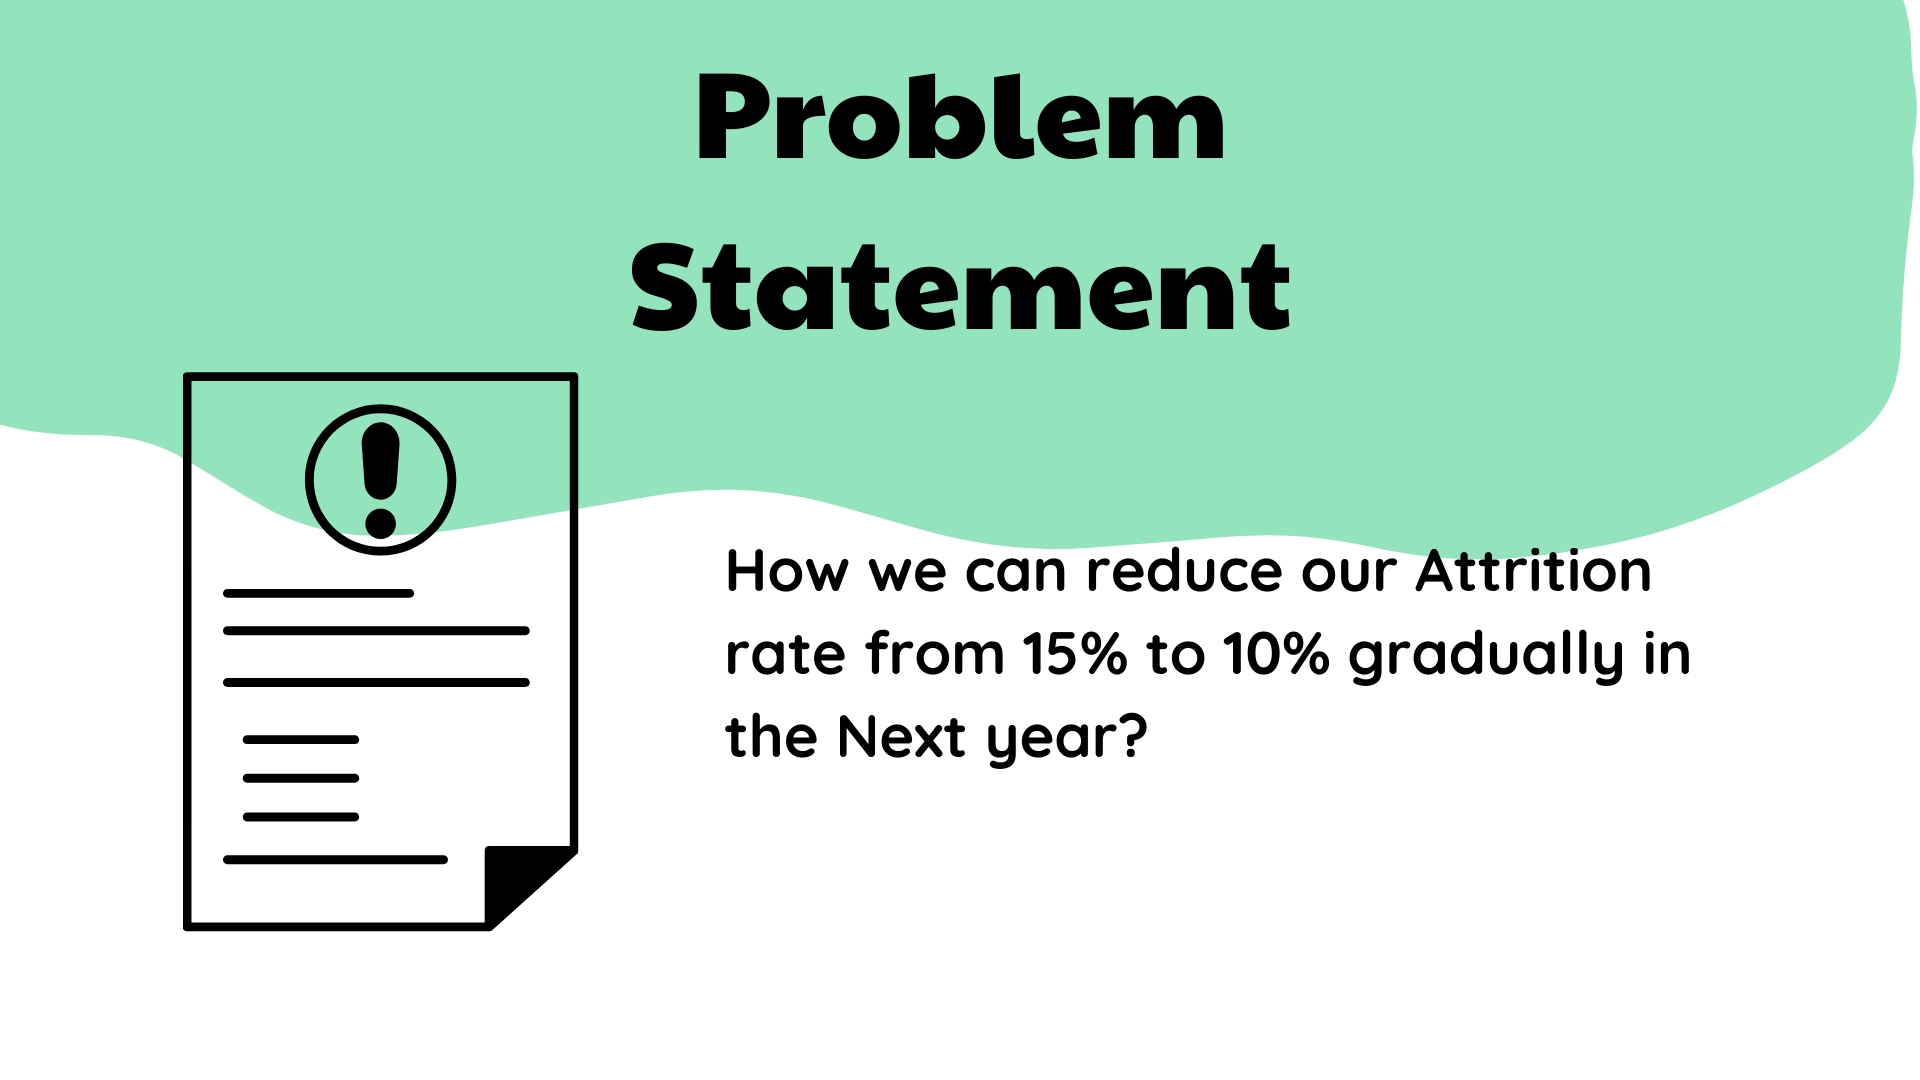 Problem
Statement
How we can reduce our Attrition
rate from 15% to 10% gradually in
the Next year?